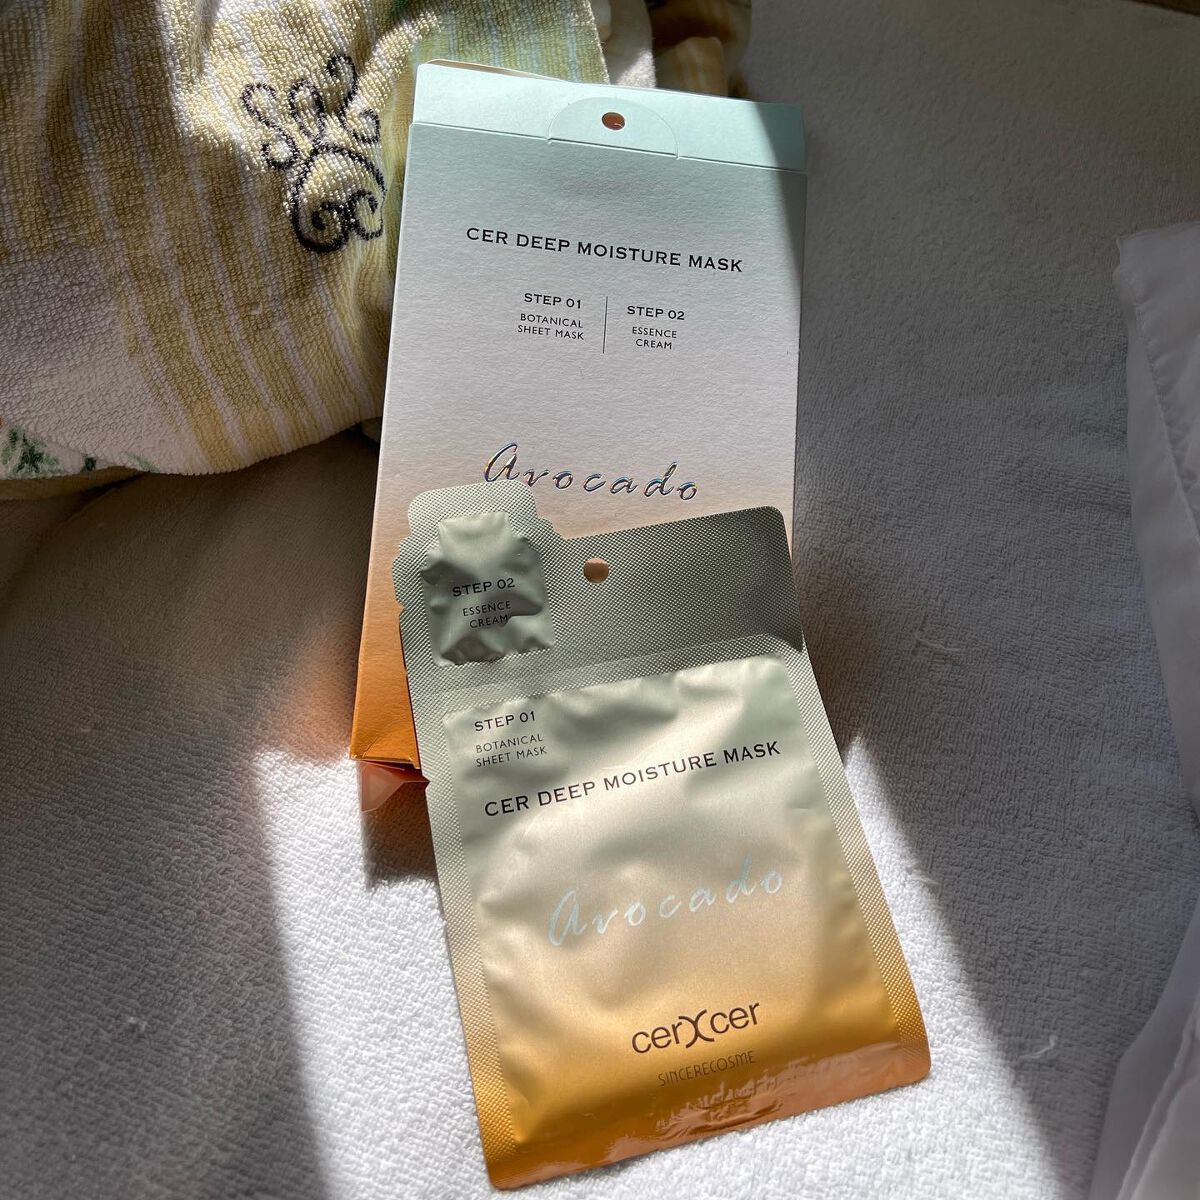 CER DEEP MOISTURE MASK
STEP 01
BOTANICAL
SHEET MASK
STEP 02
ESSENCE
CREAM
Avocado
STEP 02
ESSENCE
CREAM
STEP 01
BOTANICAL
SHEET MASK
CER DEEP MOISTURE MASK
Avocado
cerXcer
SINCERECOSME